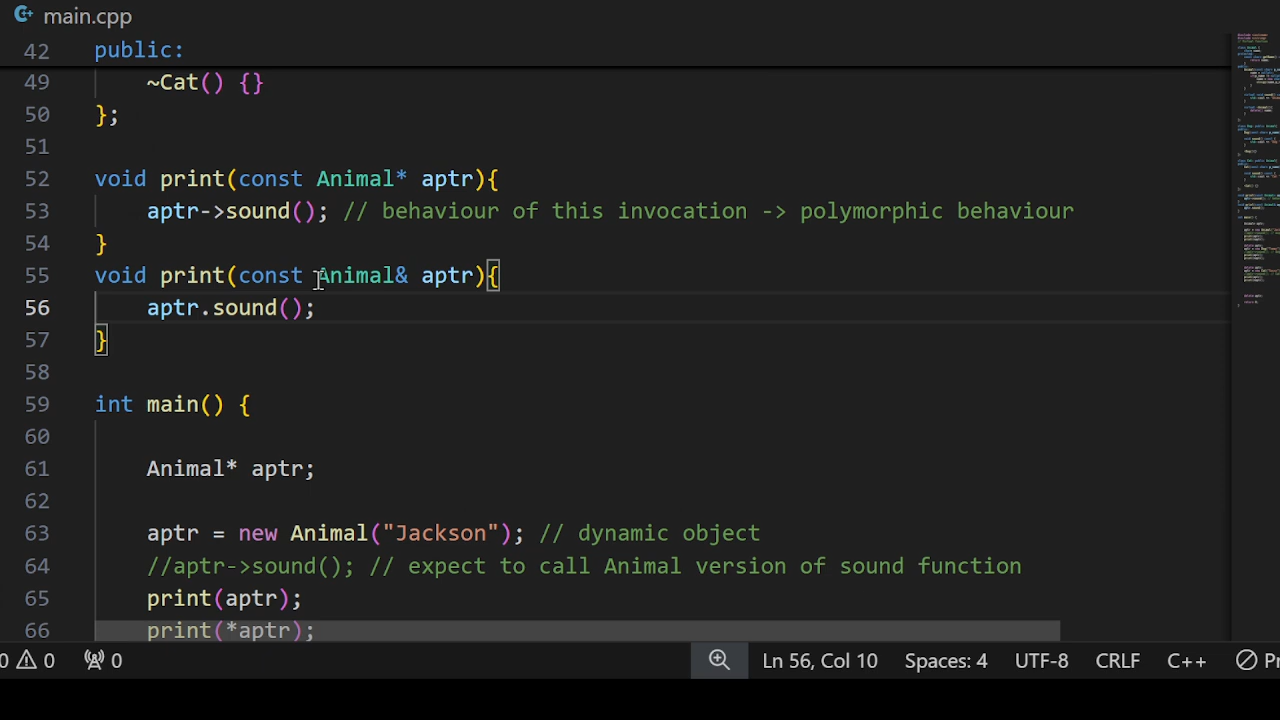 main.cpp
42 public:
49 ~Cat() {}
50 };
51
52 void print(const Animal* aptr){
53 aptr->sound(); // behaviour of this invocation -> polymorphic behaviour
54 }
55 void print(const Animal& aptr){
56 aptr.sound();
57 }
58
59 int main() {
60
61 Animal* aptr;
62
63 aptr = new Animal("Jackson"); // dynamic object
64 //aptr->sound(); // expect to call Animal version of sound function
65 print(aptr);
66 print(*aptr);
0 0 0 Ln 56, Col 10 Spaces: 4 UTF-8 CRLF C++ Pr